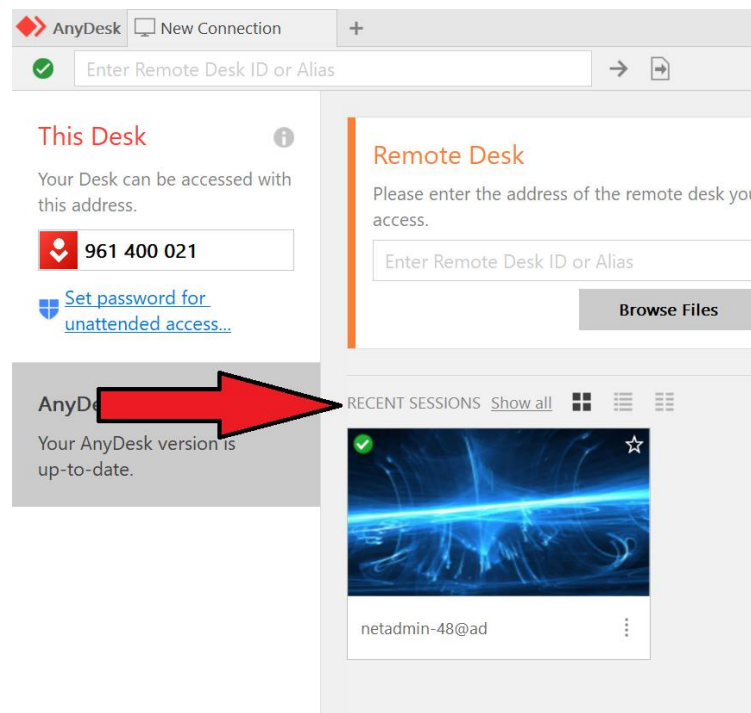 AnyDesk New Connection +
Enter Remote Desk ID or Alias
This Desk
Your Desk can be accessed with
this address.
961 400 021
Set password for
unattended access...
AnyDe
Your AnyDesk version is
up-to-date.
Remote Desk
Please enter the address of the remote desk you
access.
Enter Remote Desk ID or Alias
Browse Files
RECENT SESSIONS Show all
netadmin-48@ad